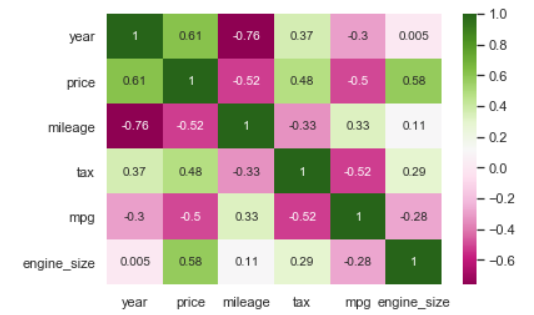 1.0
year 1 0.61 -0.76 0.37 -0.3 0.005
0.8
price 0.61 1 -0.52 0.48 -0.5 0.58
0.6
0.4
mileage -0.76 -0.52 1 -0.33 0.33 0.11
0.2
0.0
tax 0.37 0.48 -0.33 1 -0.52 0.29
-0.2
mpg -0.3 -0.5 0.33 -0.52 1 -0.28
-0.4
engine_size 0.005 0.58 0.11 0.29 -0.28 1
-0.6
year price mileage tax mpg engine_size